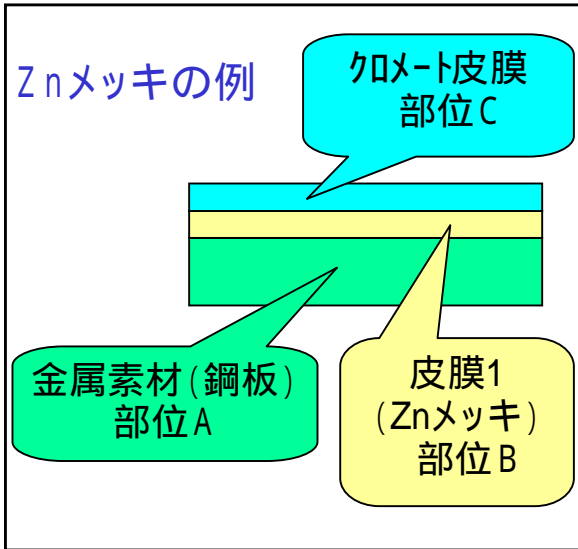 Znメッキの例
クロメート皮膜
部位C
金属素材(鋼板)
部位A
皮膜1
(Znメッキ)
部位B